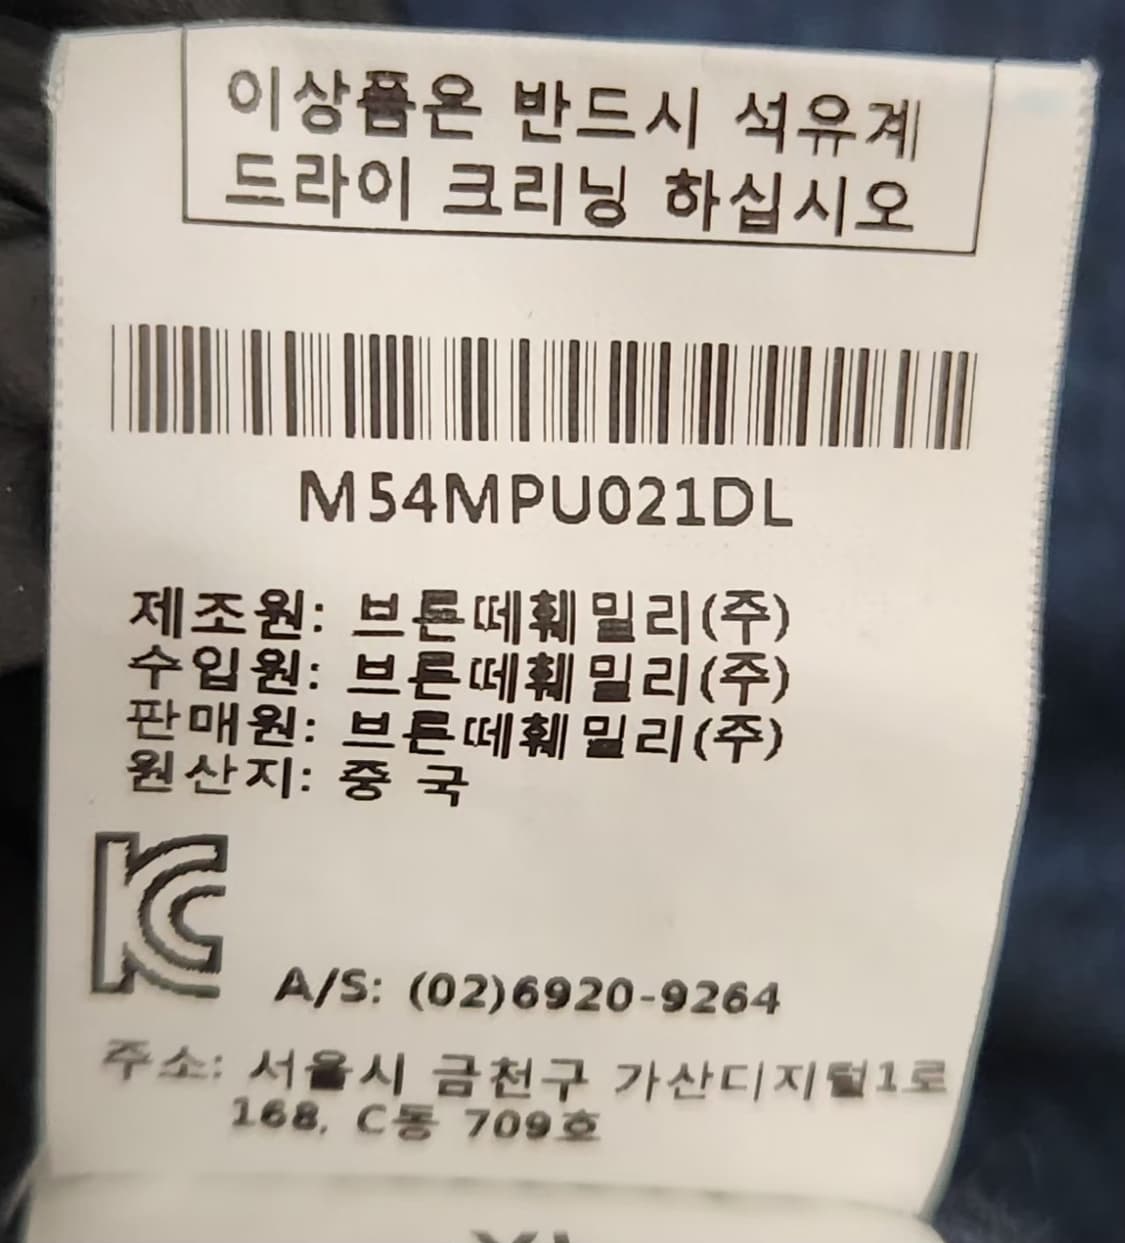 이상품은 반드시 석유계
드라이 크리닝 하십시오
M54MPU021DL
제조원: 브른떼훼밀리(주)
수입원: 브른떼훼밀리(주)
판매원: 브른떼훼밀리(주)
원산지: 중 국
KC
A/S: (02)6920-9264
주소: 서울시 금천구 가산디지털1로
168, C동 709호